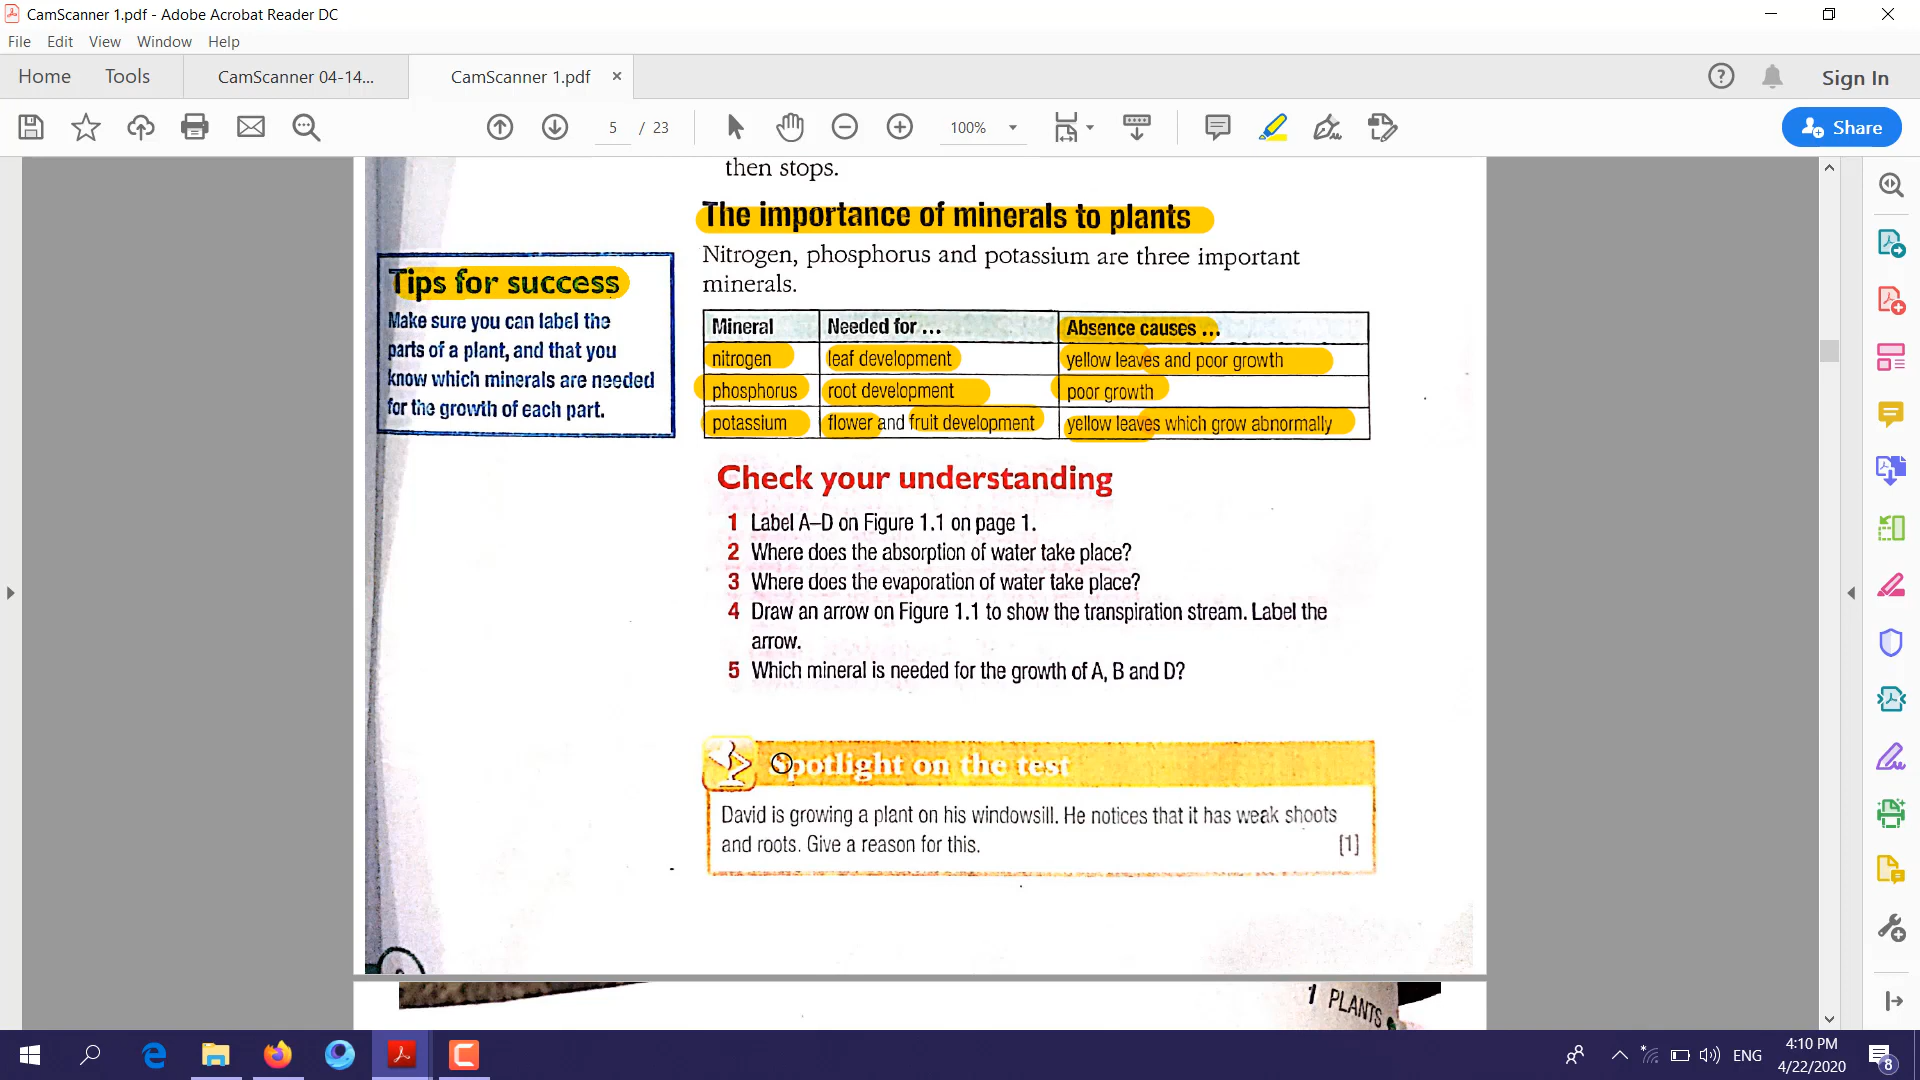 CamScanner 1.pdf - Adobe Acrobat Reader DC
File Edit View Window Help
Home Tools CamScanner 04-14... CamScanner 1.pdf × Sign In
5 / 23 100% Share
then stops.
The importance of minerals to plants
Nitrogen, phosphorus and potassium are three important
minerals.
Tips for success
Make sure you can label the
parts of a plant, and that you
know which minerals are needed
for the growth of each part.
Mineral Needed for ... Absence causes ...
nitrogen leaf development yellow leaves and poor growth
phosphorus root development poor growth
potassium flower and fruit development yellow leaves which grow abnormally
Check your understanding
1 Label A–D on Figure 1.1 on page 1.
2 Where does the absorption of water take place?
3 Where does the evaporation of water take place?
4 Draw an arrow on Figure 1.1 to show the transpiration stream. Label the
arrow.
5 Which mineral is needed for the growth of A, B and D?
Spotlight on the test
David is growing a plant on his windowsill. He notices that it has weak shoots
and roots. Give a reason for this. [1]
1 PLANTS
ENG
4:10 PM
4/22/2020
8